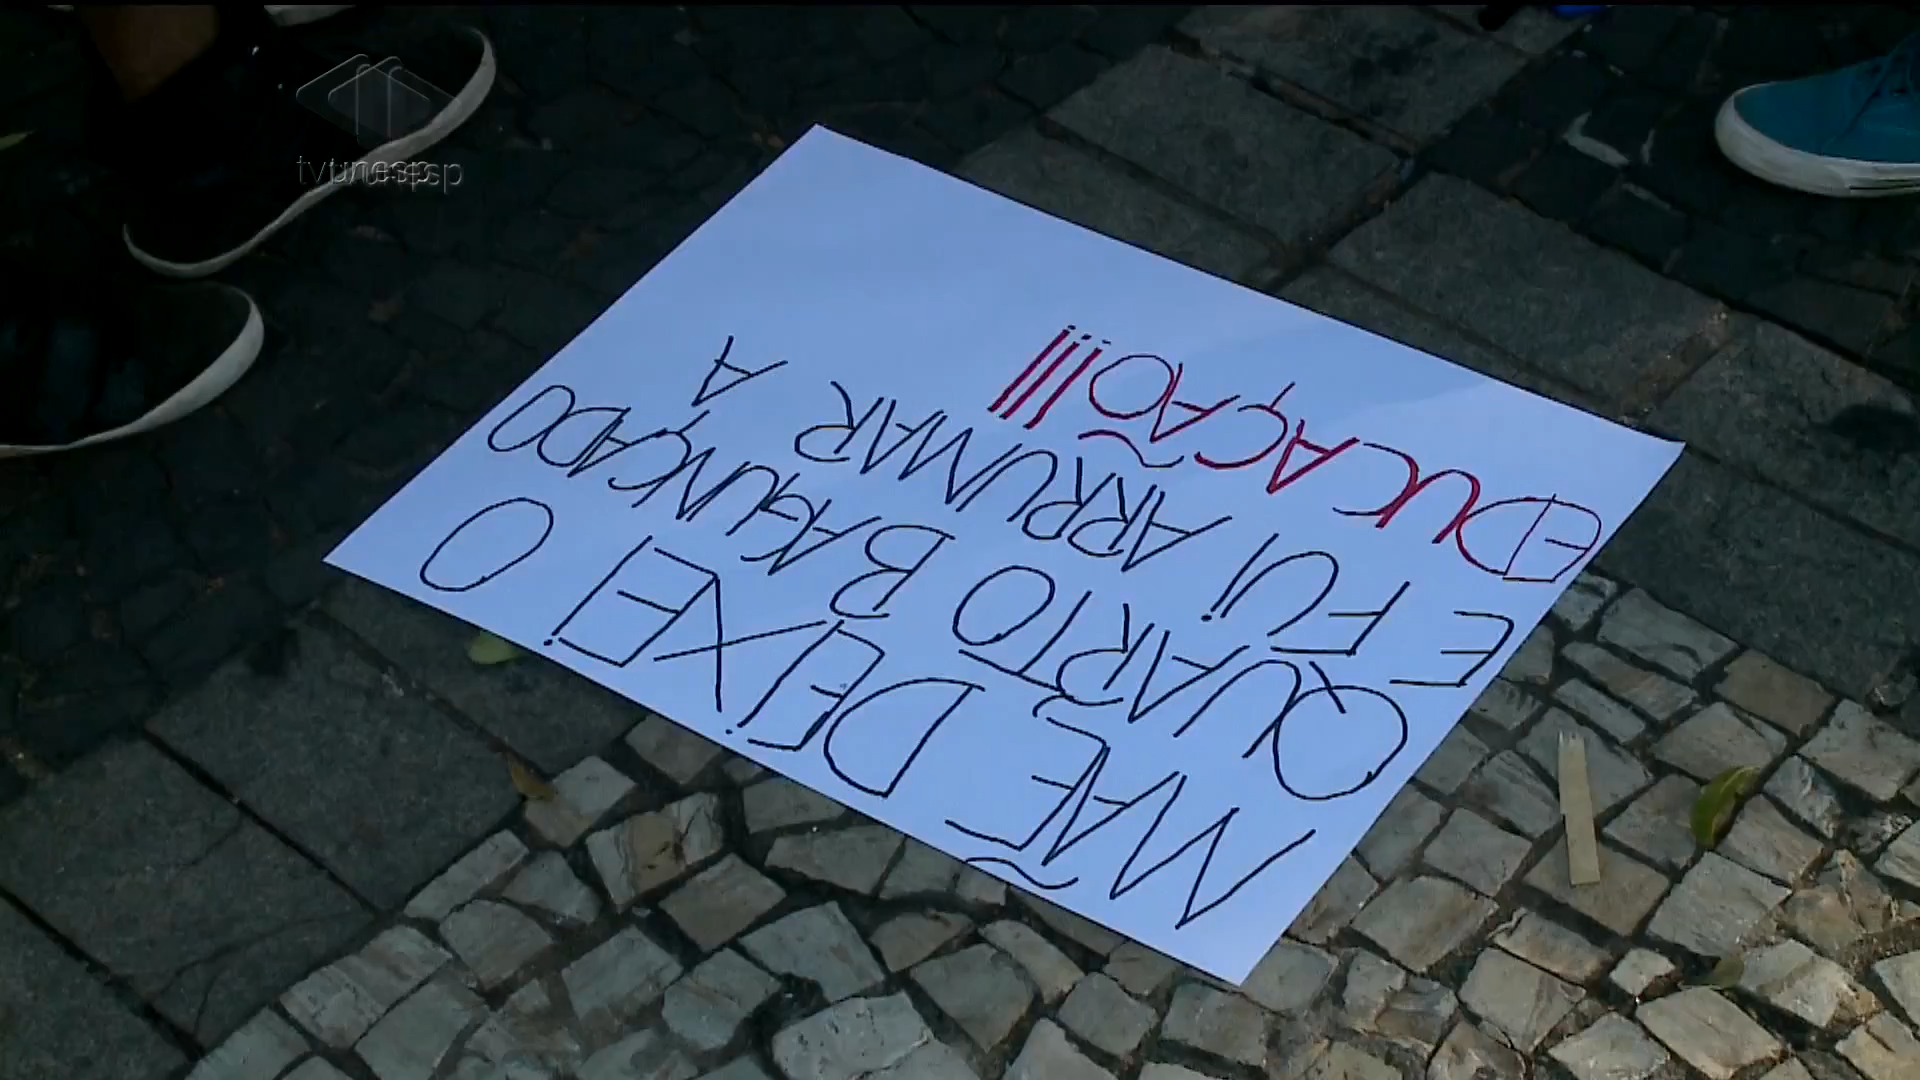 tvunesp
MÃE DEIXEI O
QUARTO BAGUNÇADO
E FUI ARRUMAR A
EDUCAÇÃO!!!